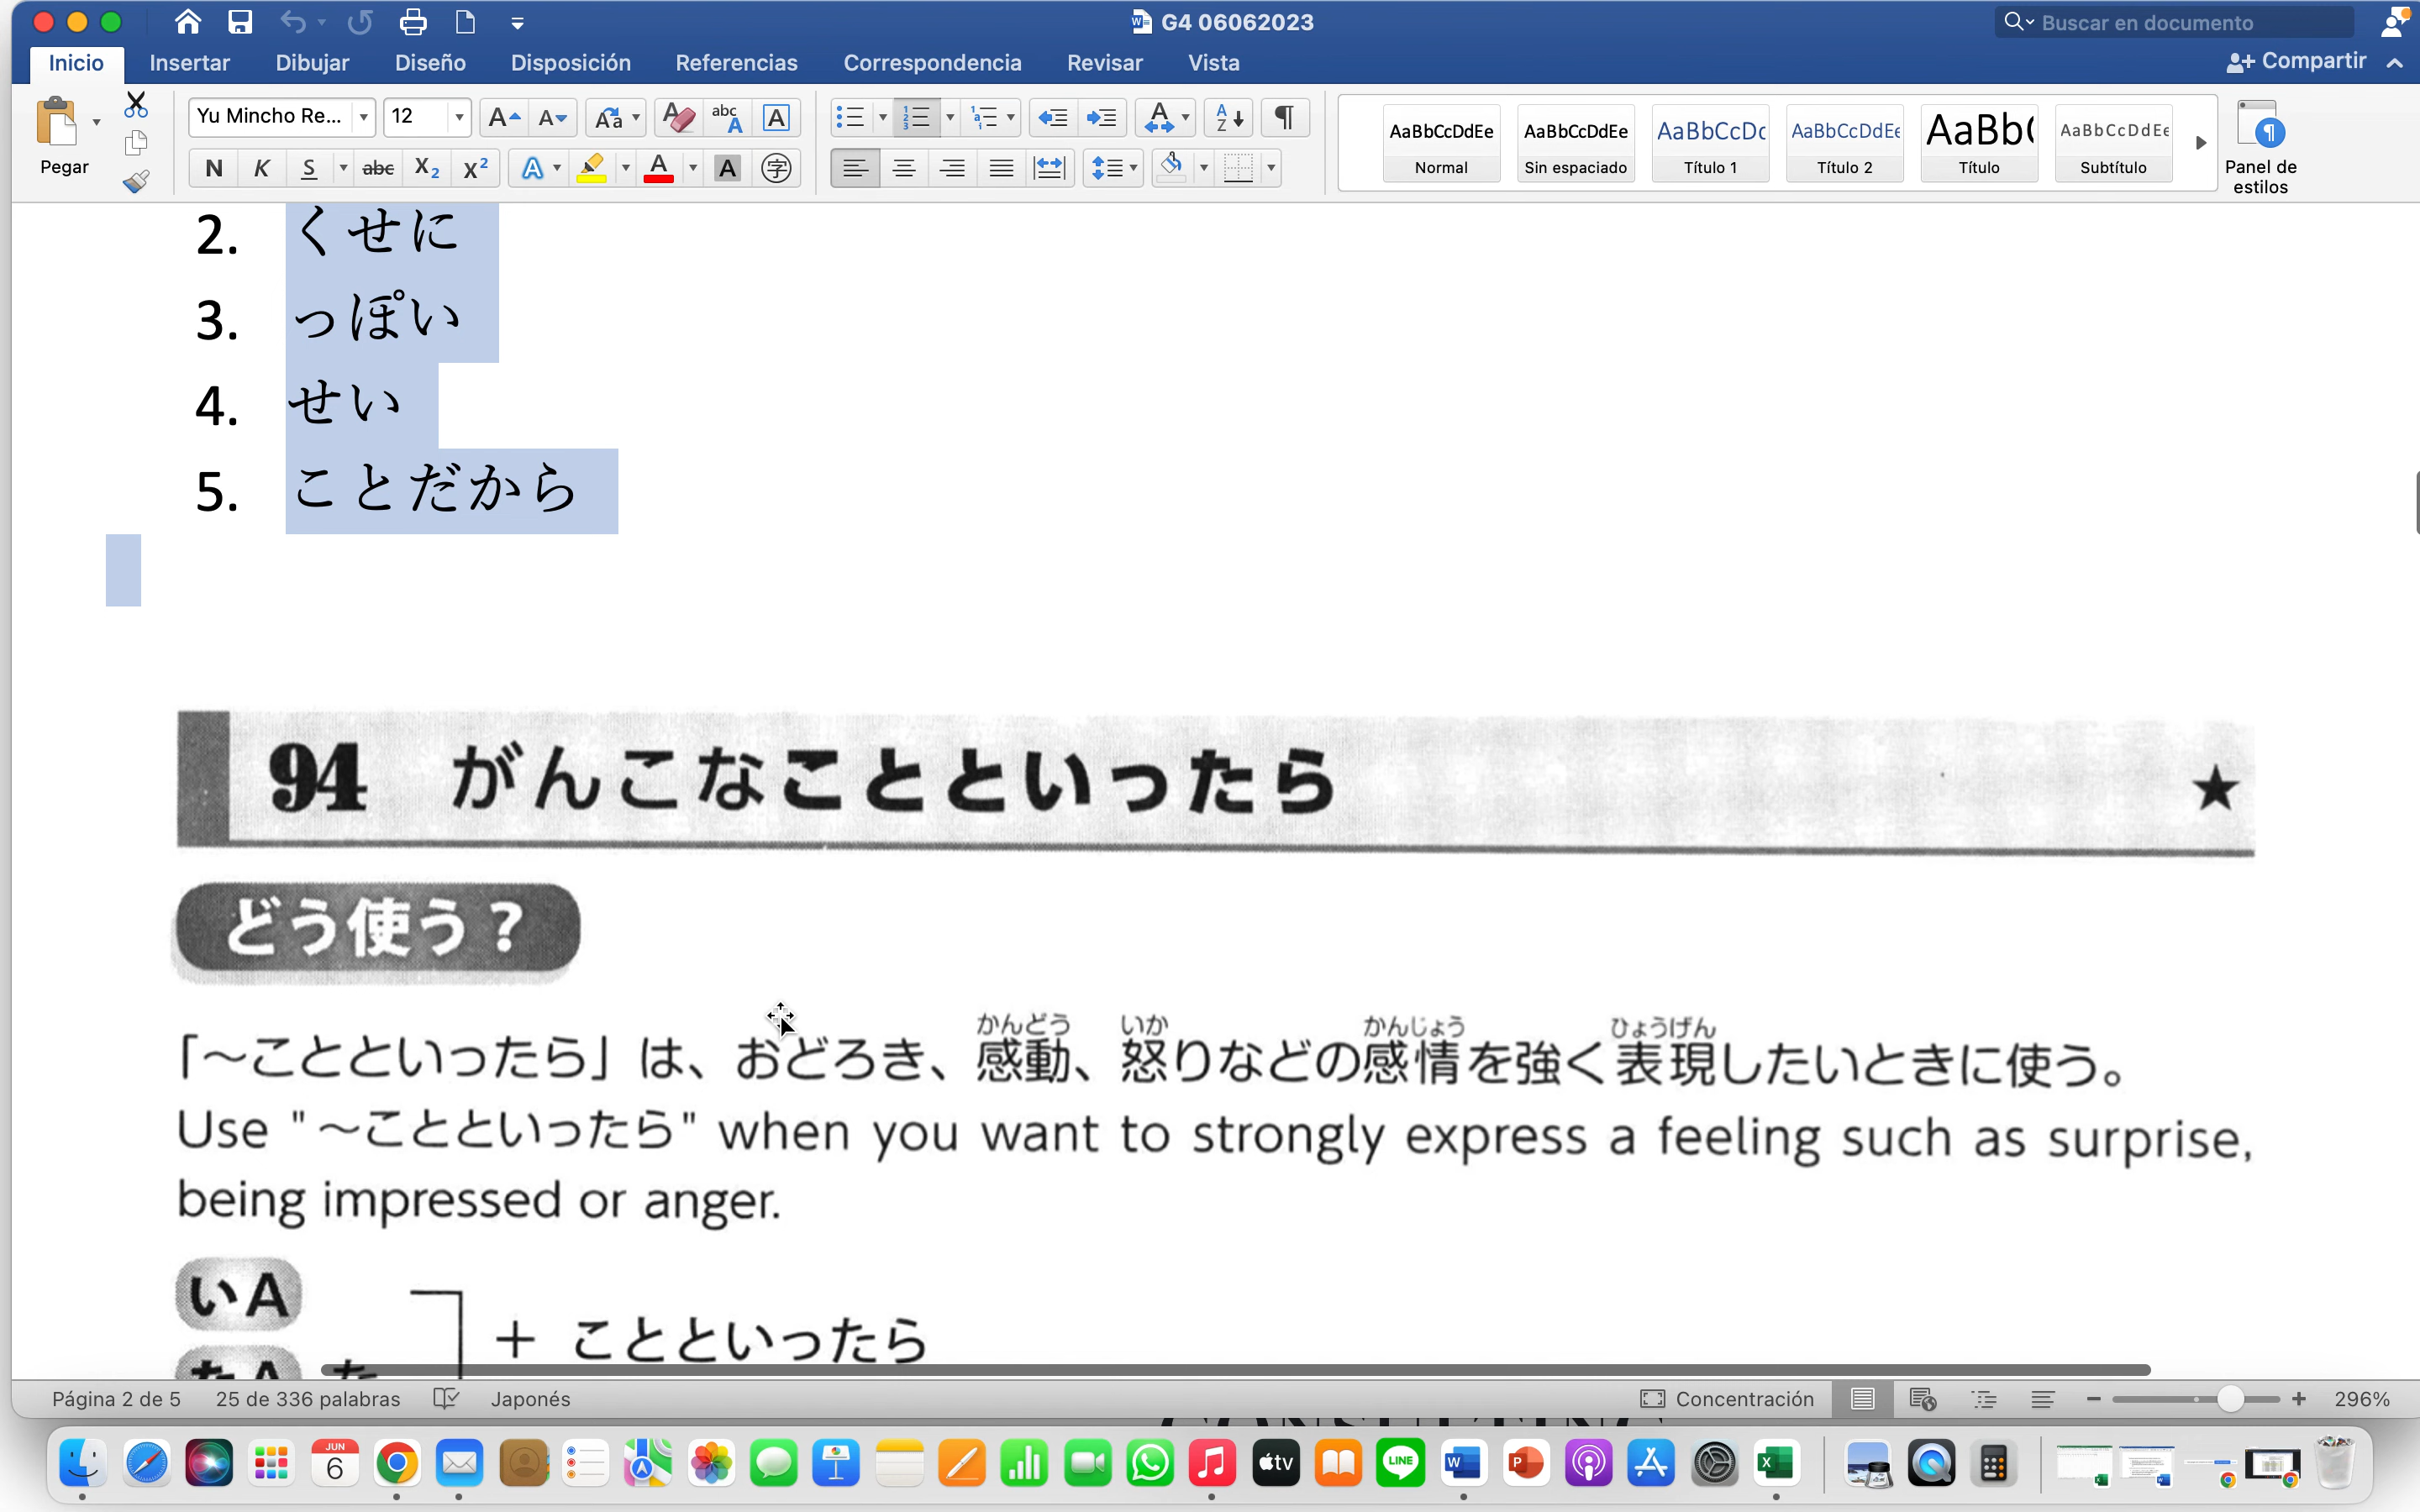 G4 06062023
Buscar en documento
Inicio Insertar Dibujar Diseño Disposición Referencias Correspondencia Revisar Vista
Compartir
Pegar
Yu Mincho Re... 12
N K S abc X2 X2
AaBbCcDdEe AaBbCcDdEe AaBbCcDc AaBbCcDdEe AaBb( AaBbCcDdEe
Normal Sin espaciado Título 1 Título 2 Título Subtítulo
Panel de
estilos
2. くせに
3. っぽい
4. せい
5. ことだから
94 がんこなことといったら ★
どう使う?
かんどう いか かんじょう ひょうげん
「〜ことといったら」は、おどろき、感動、怒りなどの感情を強く表現したいときに使う。
Use "〜ことといったら" when you want to strongly express a feeling such as surprise,
being impressed or anger.
いA
+ ことといったら
なA な
Página 2 de 5 25 de 336 palabras Japonés Concentración 296%
JUN
6
tv
LINE